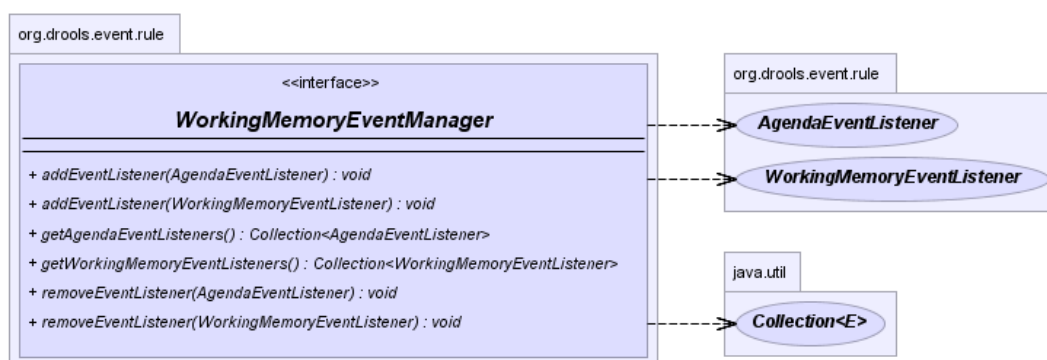 org.drools.event.rule
<<interface>>
WorkingMemoryEventManager
+ addEventListener(AgendaEventListener) : void
+ addEventListener(WorkingMemoryEventListener) : void
+ getAgendaEventListeners() : Collection<AgendaEventListener>
+ getWorkingMemoryEventListeners() : Collection<WorkingMemoryEventListener>
+ removeEventListener(AgendaEventListener) : void
+ removeEventListener(WorkingMemoryEventListener) : void
org.drools.event.rule
AgendaEventListener
WorkingMemoryEventListener
java.util
Collection<E>